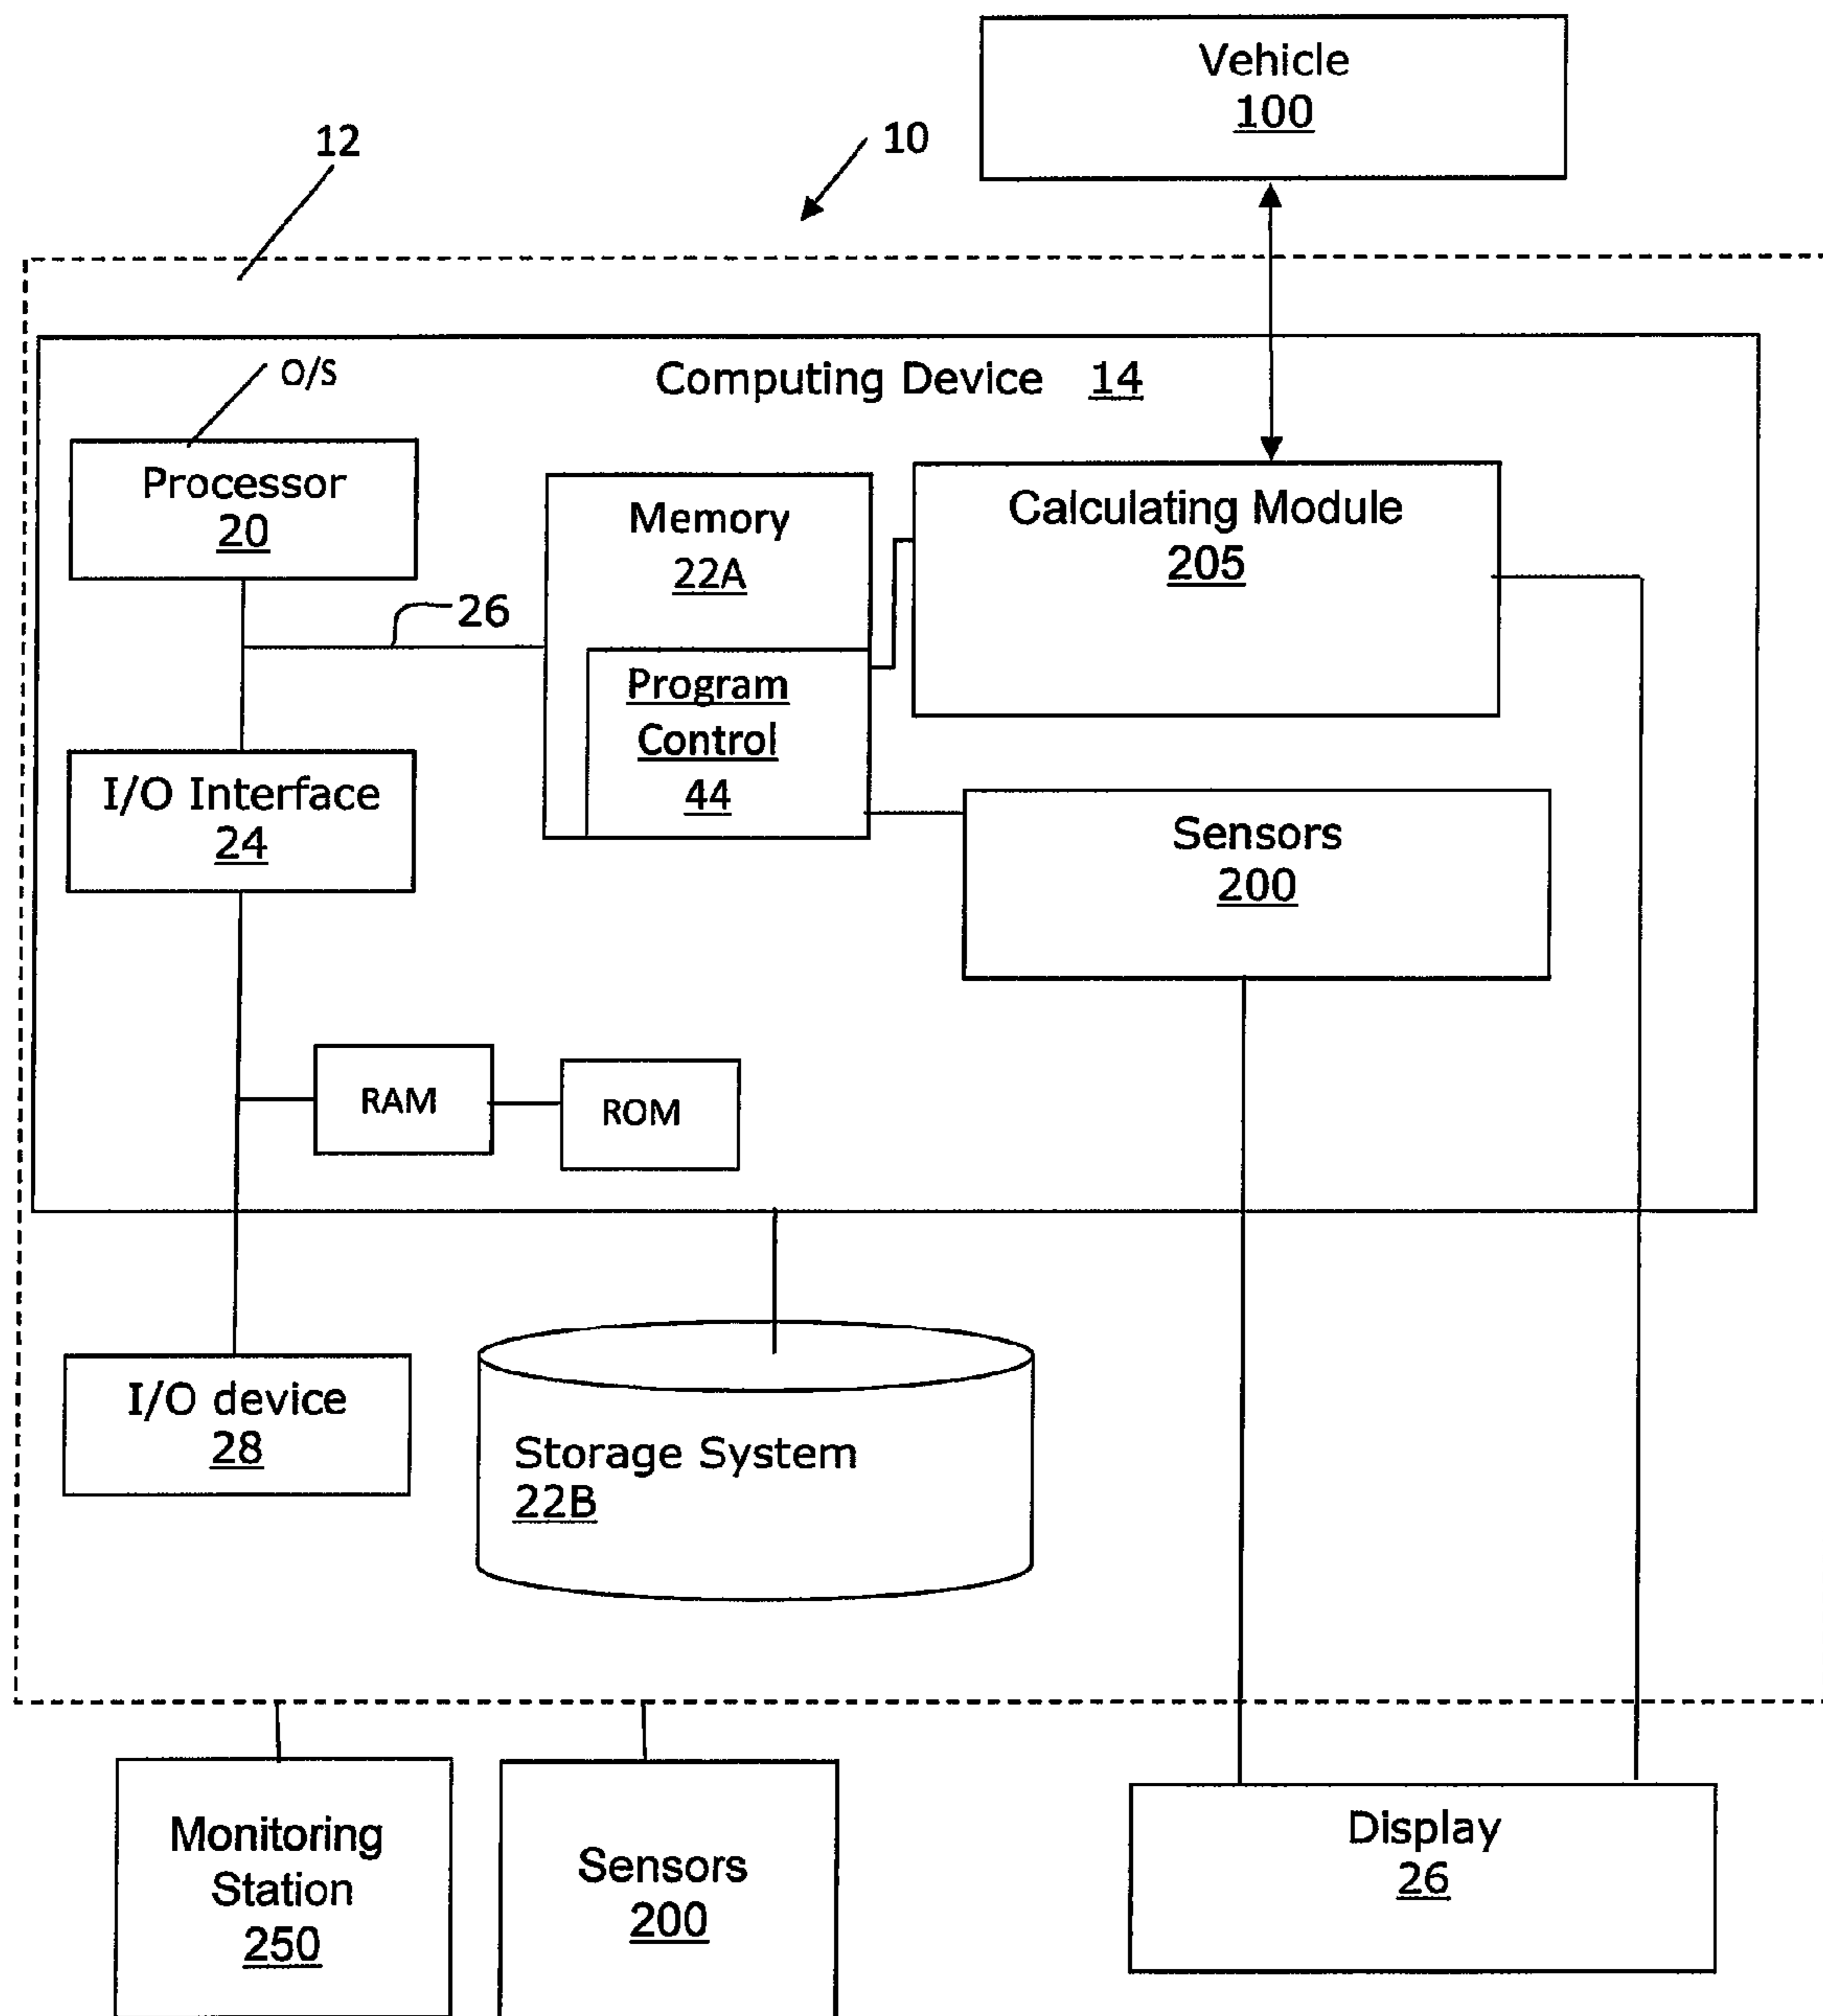 Vehicle
100
12
10
O/S
Computing Device 14
Processor
20
Memory
22A
Calculating Module
205
26
Program
Control
44
I/O Interface
24
Sensors
200
RAM
ROM
I/O device
28
Storage System
22B
Monitoring
Station
250
Sensors
200
Display
26